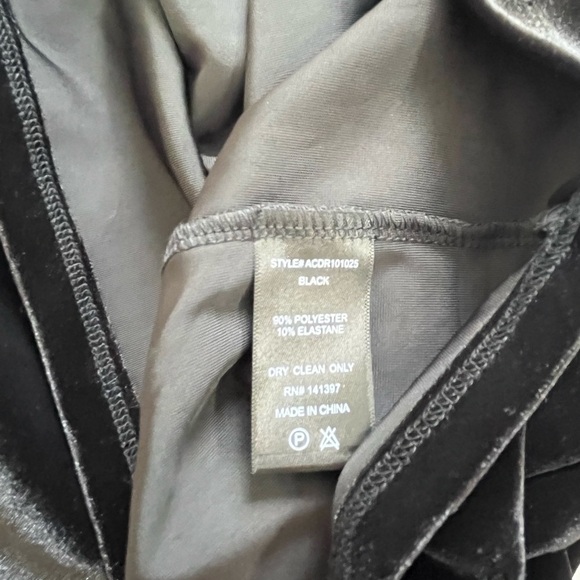 STYLE# ACDR101025
BLACK
90% POLYESTER
10% ELASTANE
DRY CLEAN ONLY
RN# 141397
MADE IN CHINA
P